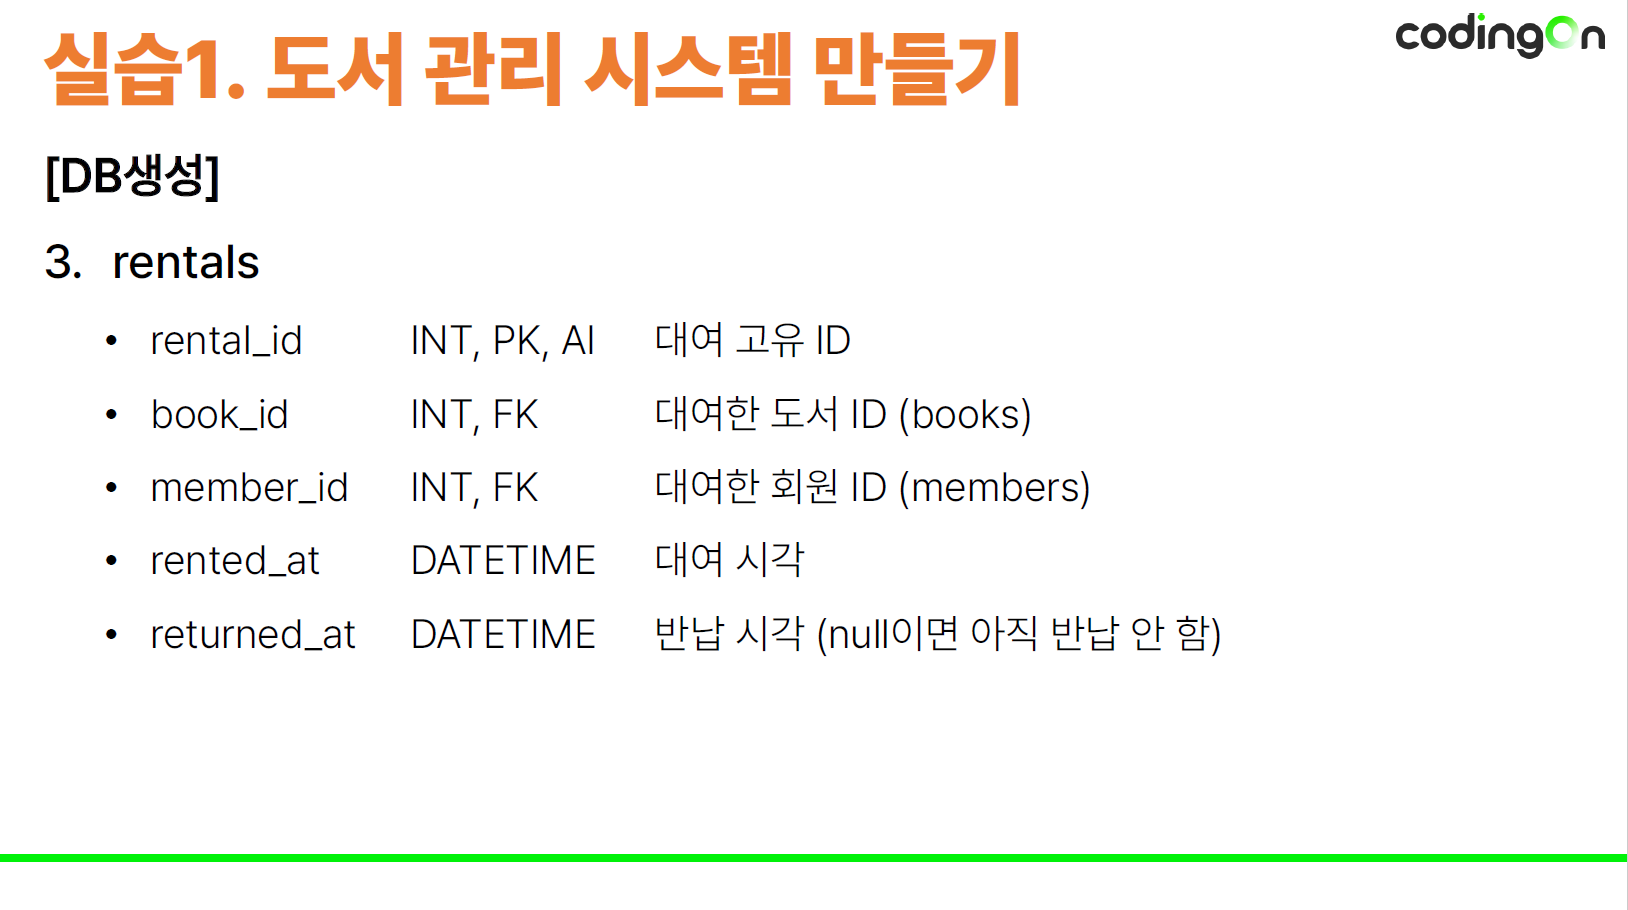 실습1. 도서 관리 시스템 만들기
codingOn
[DB생성]
3. rentals
• rental_id INT, PK, AI 대여 고유 ID
• book_id INT, FK 대여한 도서 ID (books)
• member_id INT, FK 대여한 회원 ID (members)
• rented_at DATETIME 대여 시각
• returned_at DATETIME 반납 시각 (null이면 아직 반납 안 함)